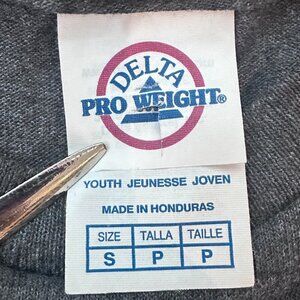 DELTA
PRO WEIGHT®
YOUTH JEUNESSE JOVEN
MADE IN HONDURAS
SIZE TALLA TAILLE
S P P